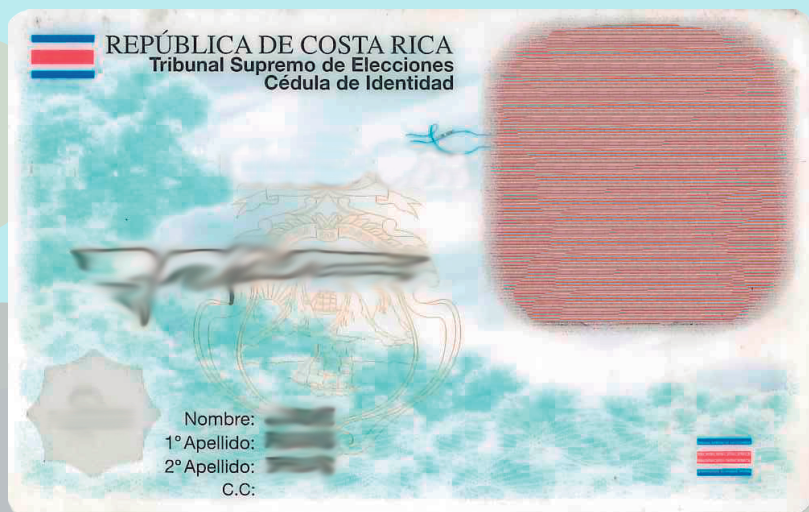 REPÚBLICA DE COSTA RICA
Tribunal Supremo de Elecciones
Cédula de Identidad
Nombre:
1° Apellido:
2° Apellido:
C.C: